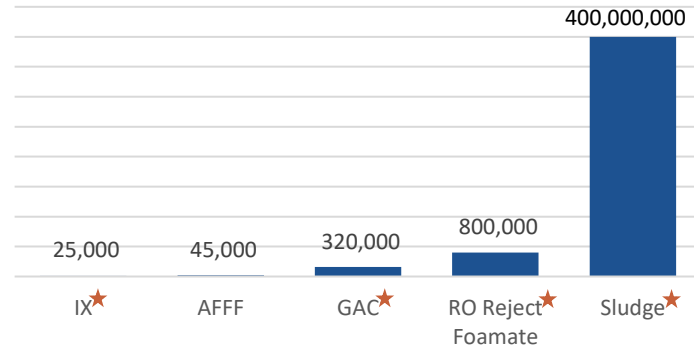 400,000,000
800,000
320,000
45,000
25,000
IX
AFFF
GAC
RO Reject
Foamate
Sludge